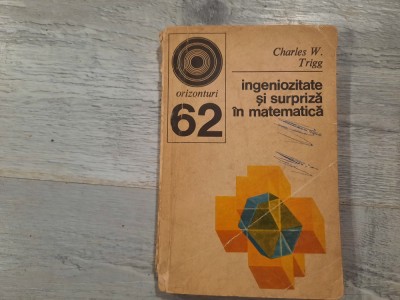 Charles W.
Trigg
orizonturi
62
ingeniozitate
și surpriză
în matematică